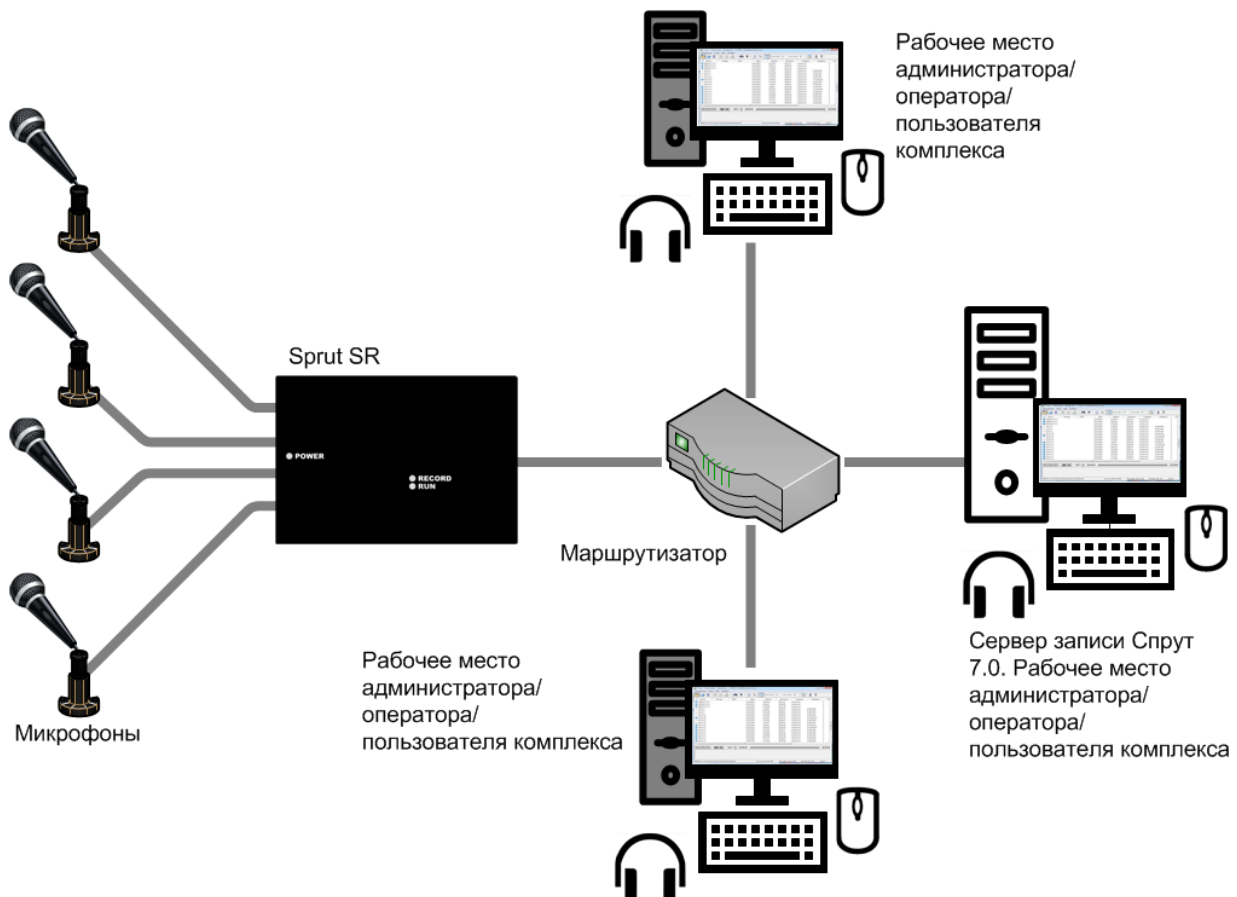 Рабочее место
администратора/
оператора/
пользователя
комплекса
Sprut SR
POWER
RECORD
RUN
Маршрутизатор
Рабочее место
администратора/
оператора/
пользователя комплекса
Сервер записи Спрут
7.0. Рабочее место
администратора/
оператора/
пользователя комплекса
Микрофоны